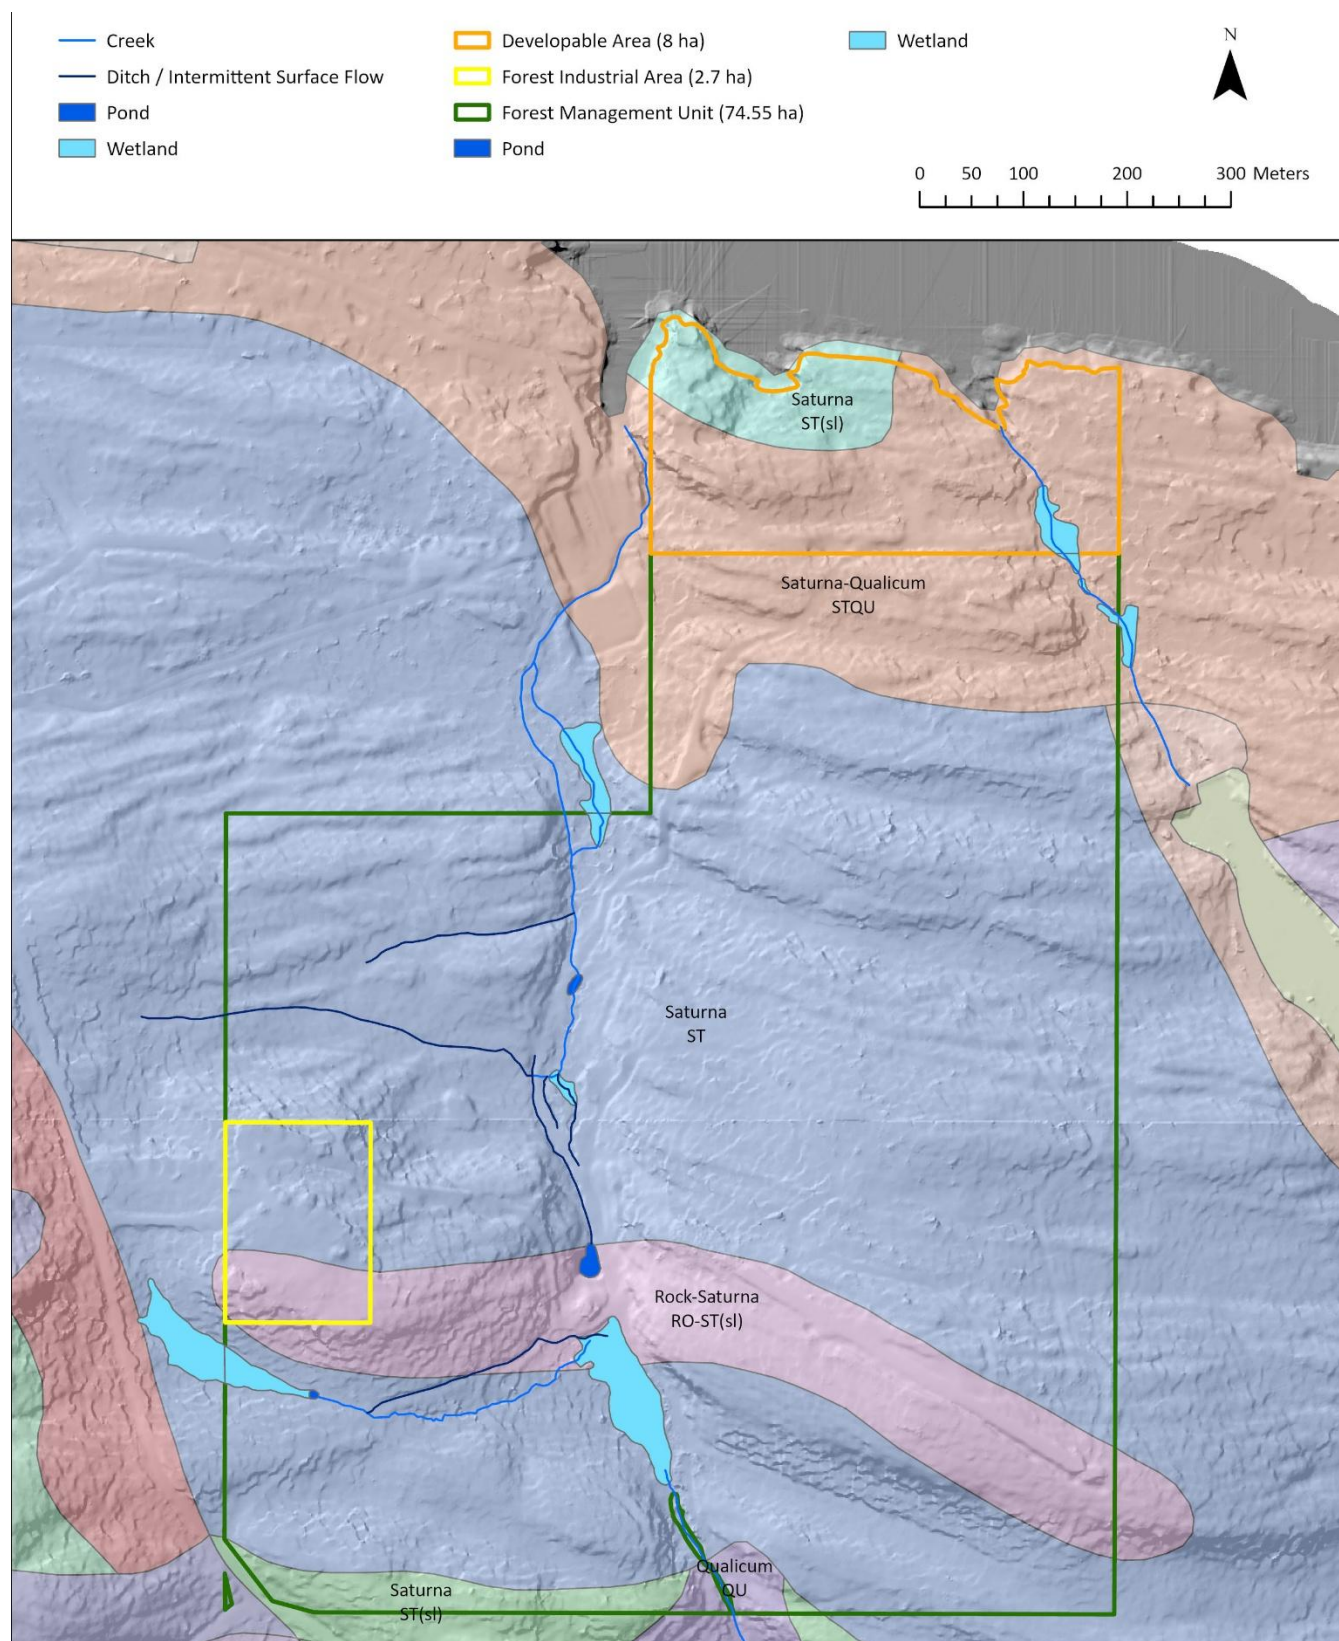 Creek
Ditch / Intermittent Surface Flow
Pond
Wetland
Developable Area (8 ha)
Forest Industrial Area (2.7 ha)
Forest Management Unit (74.55 ha)
Pond
Wetland
N
0 50 100 200 300 Meters
Saturna
ST(sl)
Saturna-Qualicum
STQU
Saturna
ST
Rock-Saturna
RO-ST(sl)
Qualicum
QU
Saturna
ST(sl)